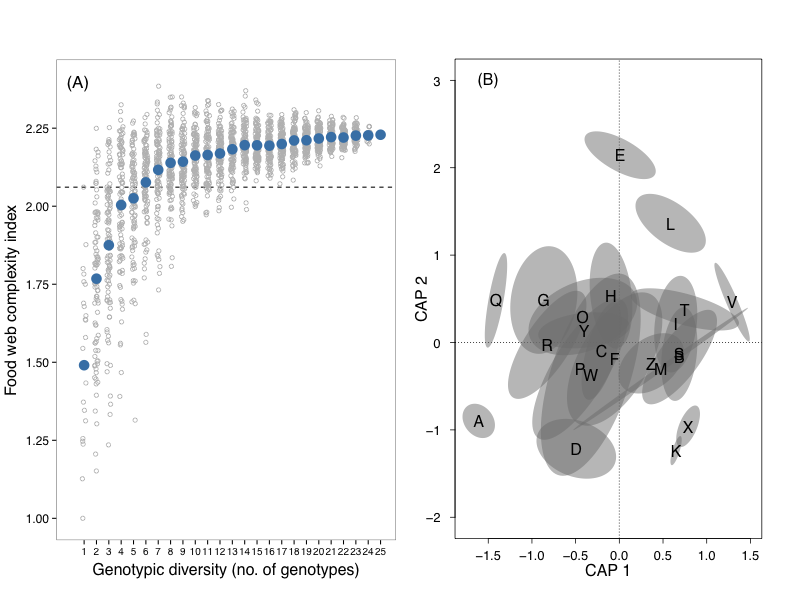 (A)
2.25
2.00
1.75
1.50
1.25
1.00
Food web complexity index
1 2 3 4 5 6 7 8 9 10 11 12 13 14 15 16 17 18 19 20 21 22 23 24 25
Genotypic diversity (no. of genotypes)
(B)
3
2
1
0
−1
−2
CAP 2
E
L
Q
G
H
V
T
O
I
Y
R
C
F
S
B
Z
M
P
W
A
X
D
K
−1.5 −1.0 −0.5 0.0 0.5 1.0 1.5
CAP 1